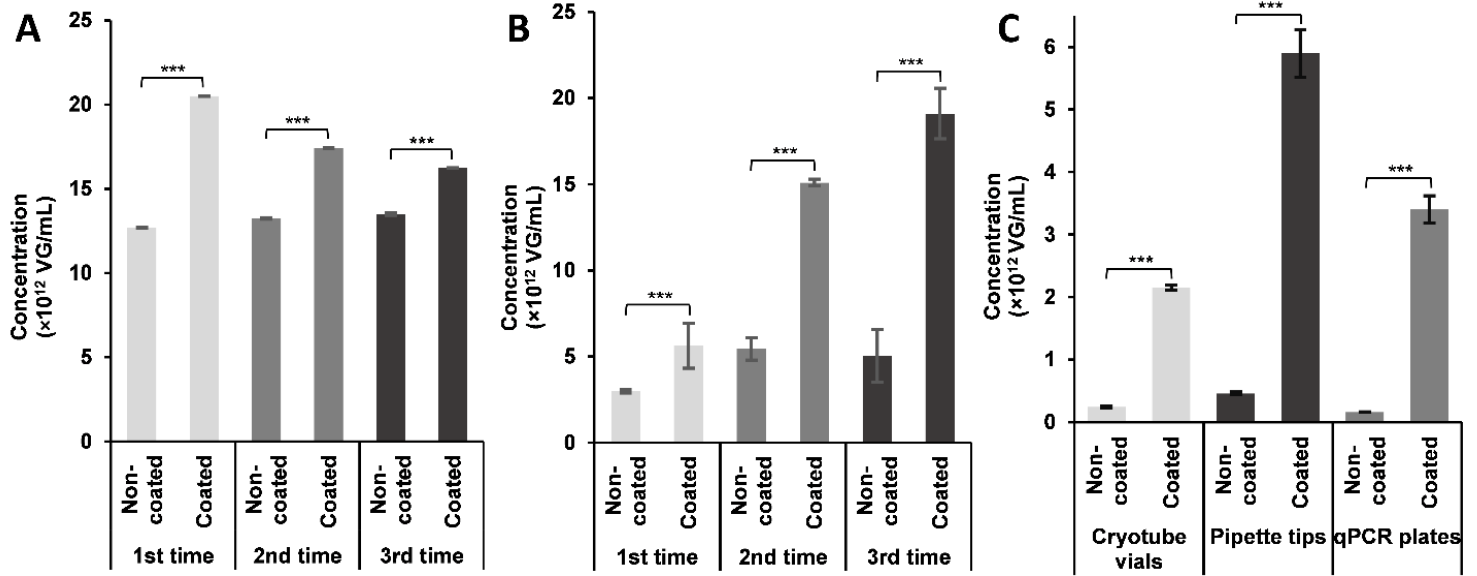 A
Concentration
(×10¹² VG/mL)
25
20
15
10
5
0
***
***
***
Non-
coated
Coated
Non-
coated
Coated
Non-
coated
Coated
1st time
2nd time
3rd time
B
Concentration
(×10¹² VG/mL)
25
20
15
10
5
0
***
***
***
Non-
coated
Coated
Non-
coated
Coated
Non-
coated
Coated
1st time
2nd time
3rd time
C
Concentration
(×10¹² VG/mL)
6
5
4
3
2
1
0
***
***
***
Non-
coated
Coated
Non-
coated
Coated
Non-
coated
Coated
Cryotube
vials
Pipette tips
qPCR plates